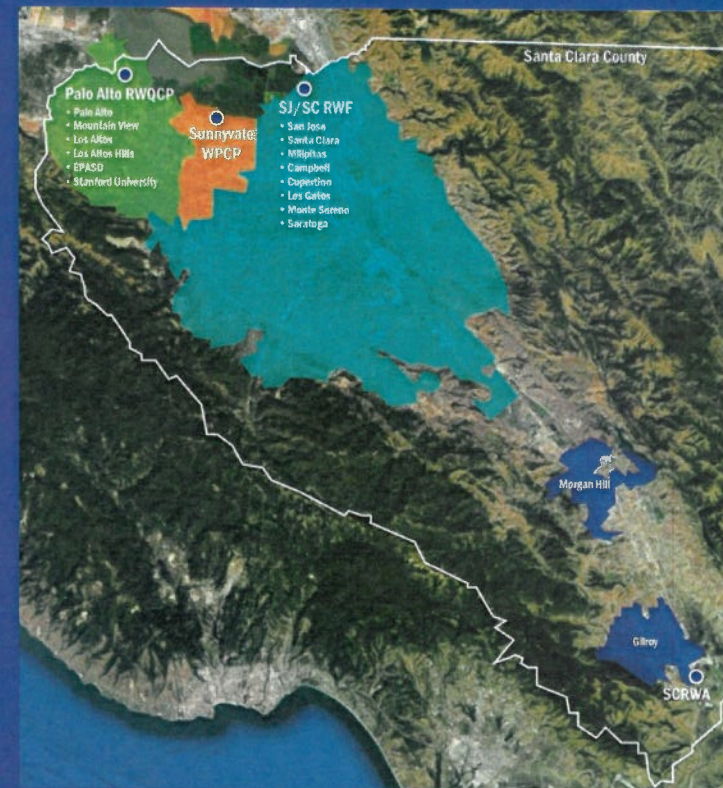 Santa Clara County
Palo Alto RWQCP
• Palo Alto
• Mountain View
• Los Altos
• Los Altos Hills
• EPASD
• Stanford University
Sunnyvale
WPCP
SJ/SC RWF
• San Jose
• Santa Clara
• Milpitas
• Campbell
• Cupertino
• Los Gatos
• Monte Sereno
• Saratoga
Morgan Hill
Gilroy
SCRWA